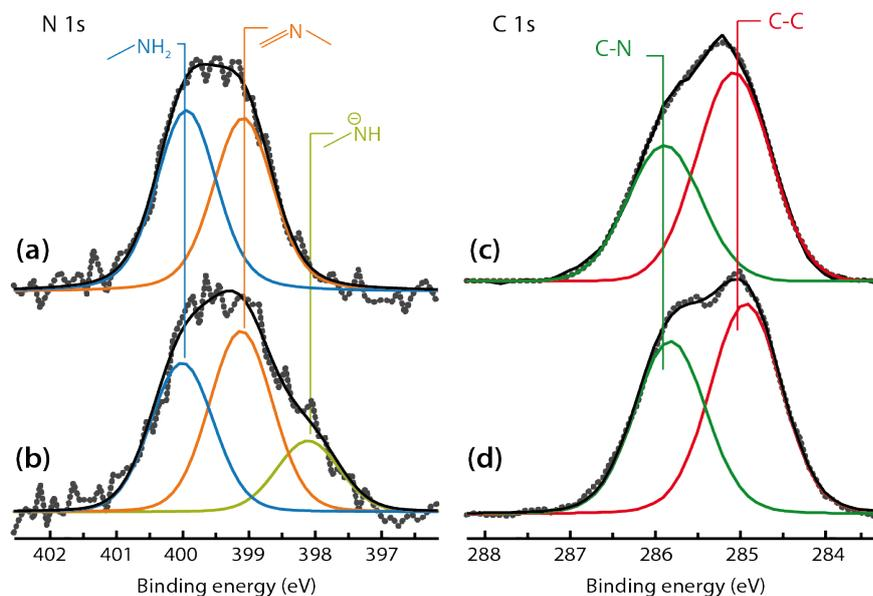 N 1s
NH₂
N
⊖
NH
(a)
(b)
402 401 400 399 398 397
Binding energy (eV)
C 1s
C-N
C-C
(c)
(d)
288 287 286 285 284
Binding energy (eV)